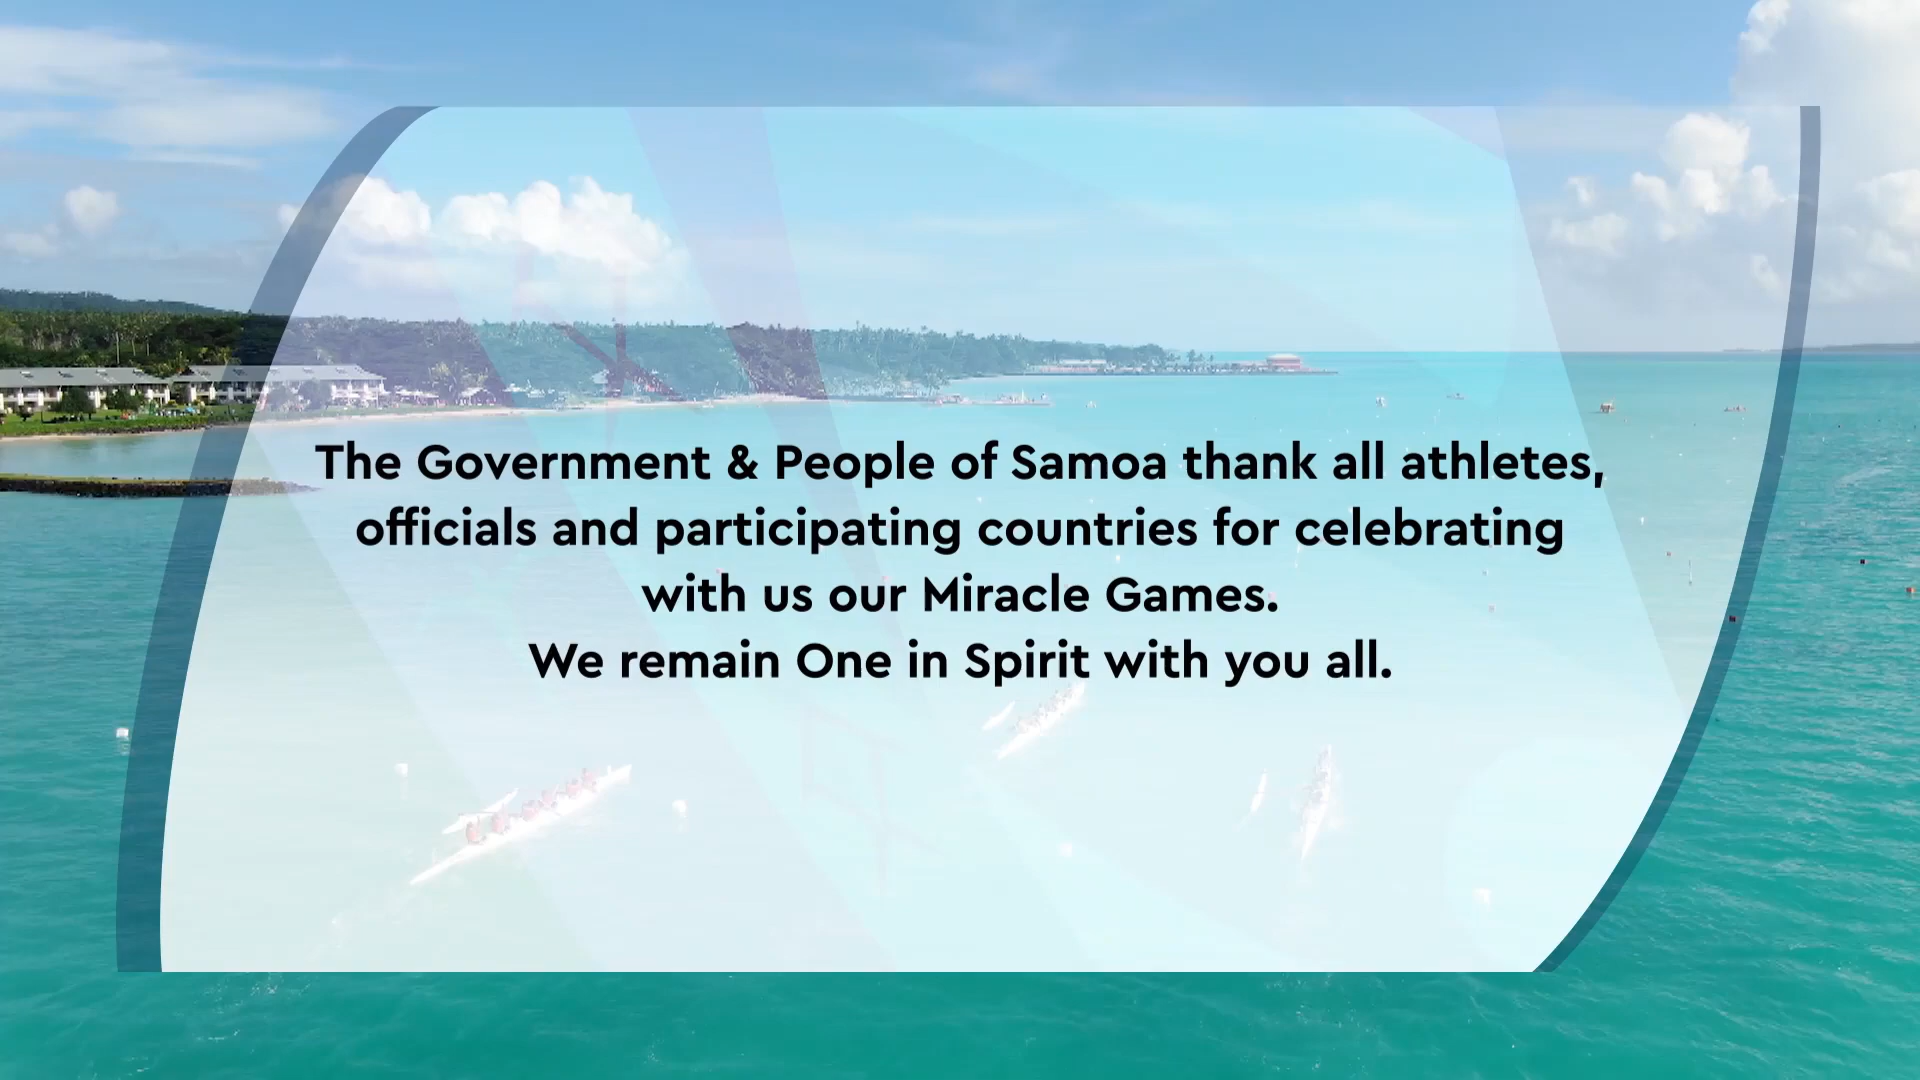 The Government & People of Samoa thank all athletes,
officials and participating countries for celebrating
with us our Miracle Games.
We remain One in Spirit with you all.